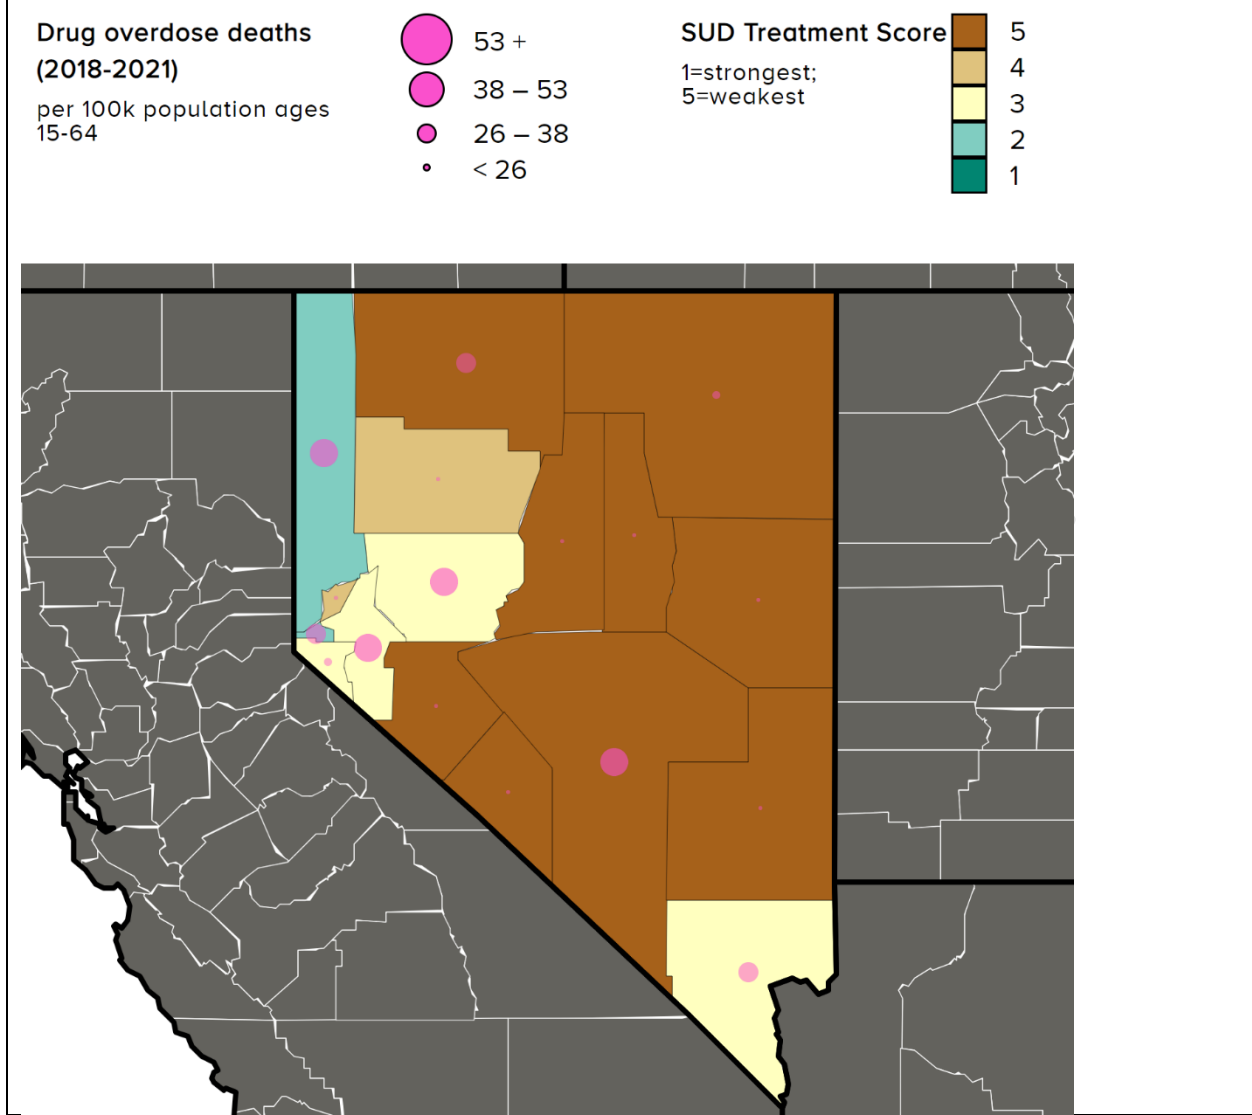 Drug overdose deaths
(2018-2021)
per 100k population ages
15-64
53 +
38 – 53
26 – 38
< 26
SUD Treatment Score
1=strongest;
5=weakest
5
4
3
2
1